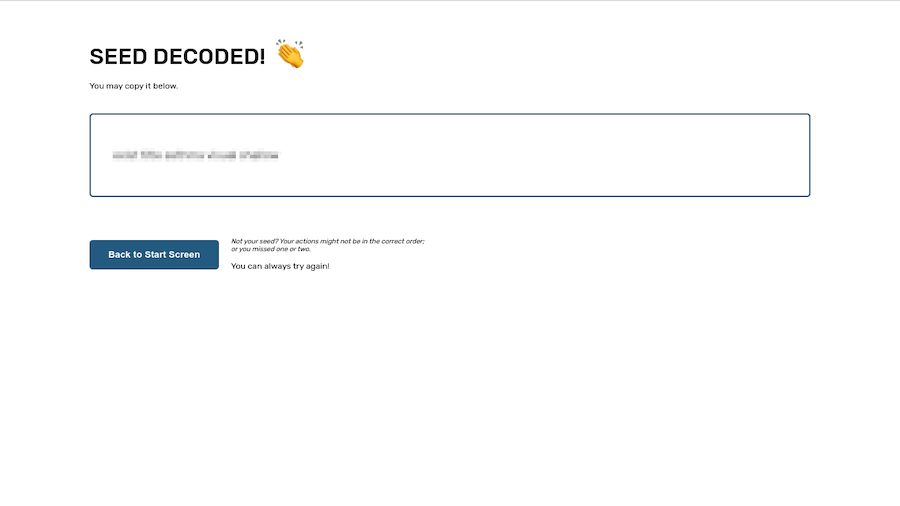 SEED DECODED! 👏
You may copy it below.
Back to Start Screen
Not your seed? Your actions might not be in the correct order;
or you missed one or two.
You can always try again!